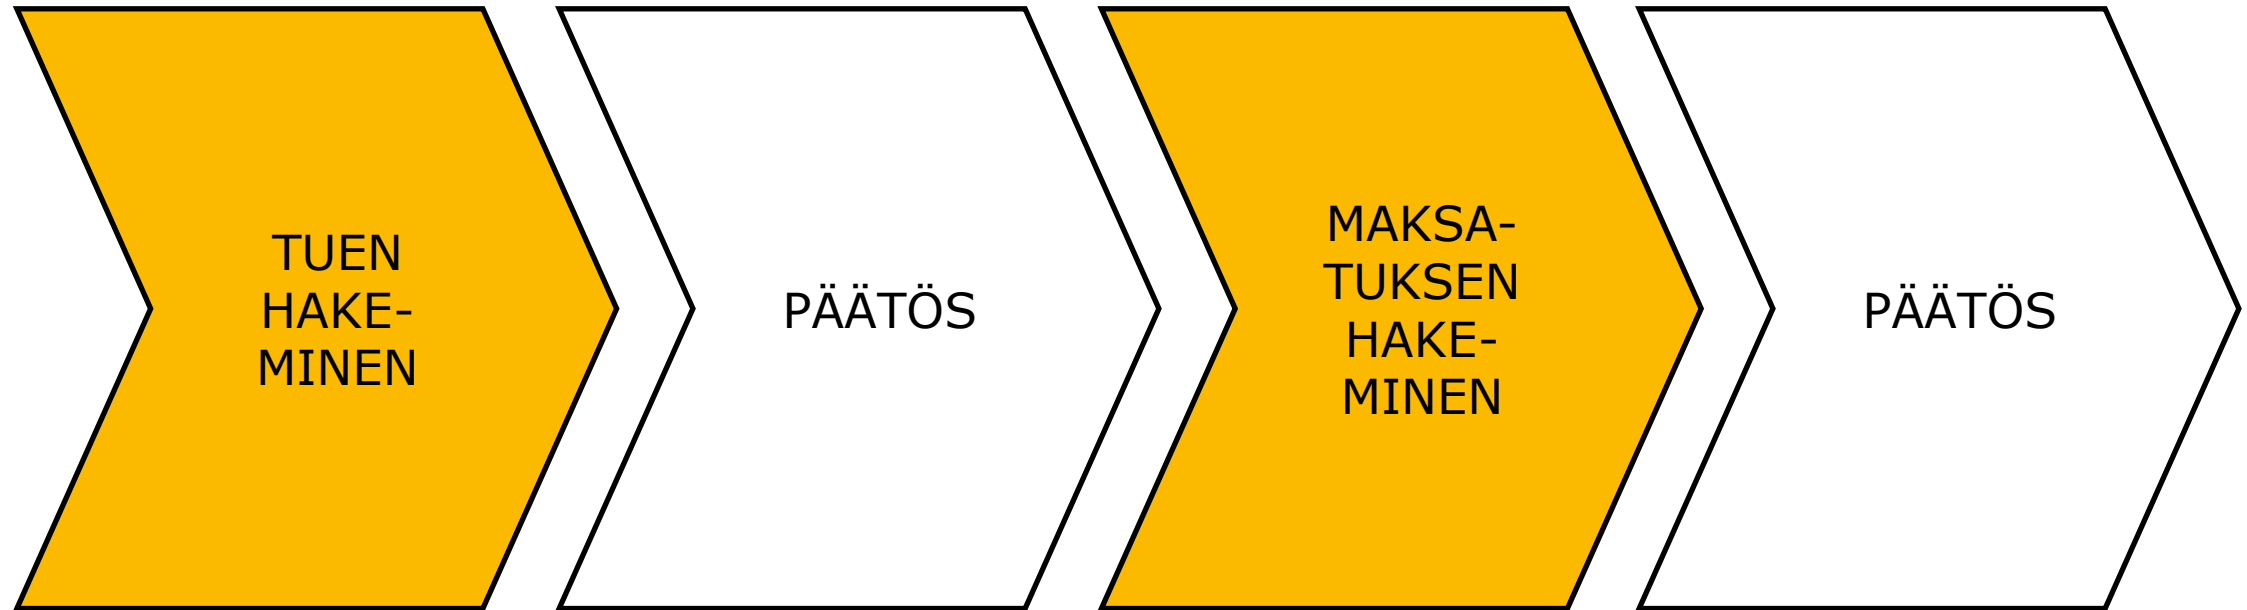 TUEN
HAKE-
MINEN
PÄÄTÖS
MAKSA-
TUKSEN
HAKE-
MINEN
PÄÄTÖS